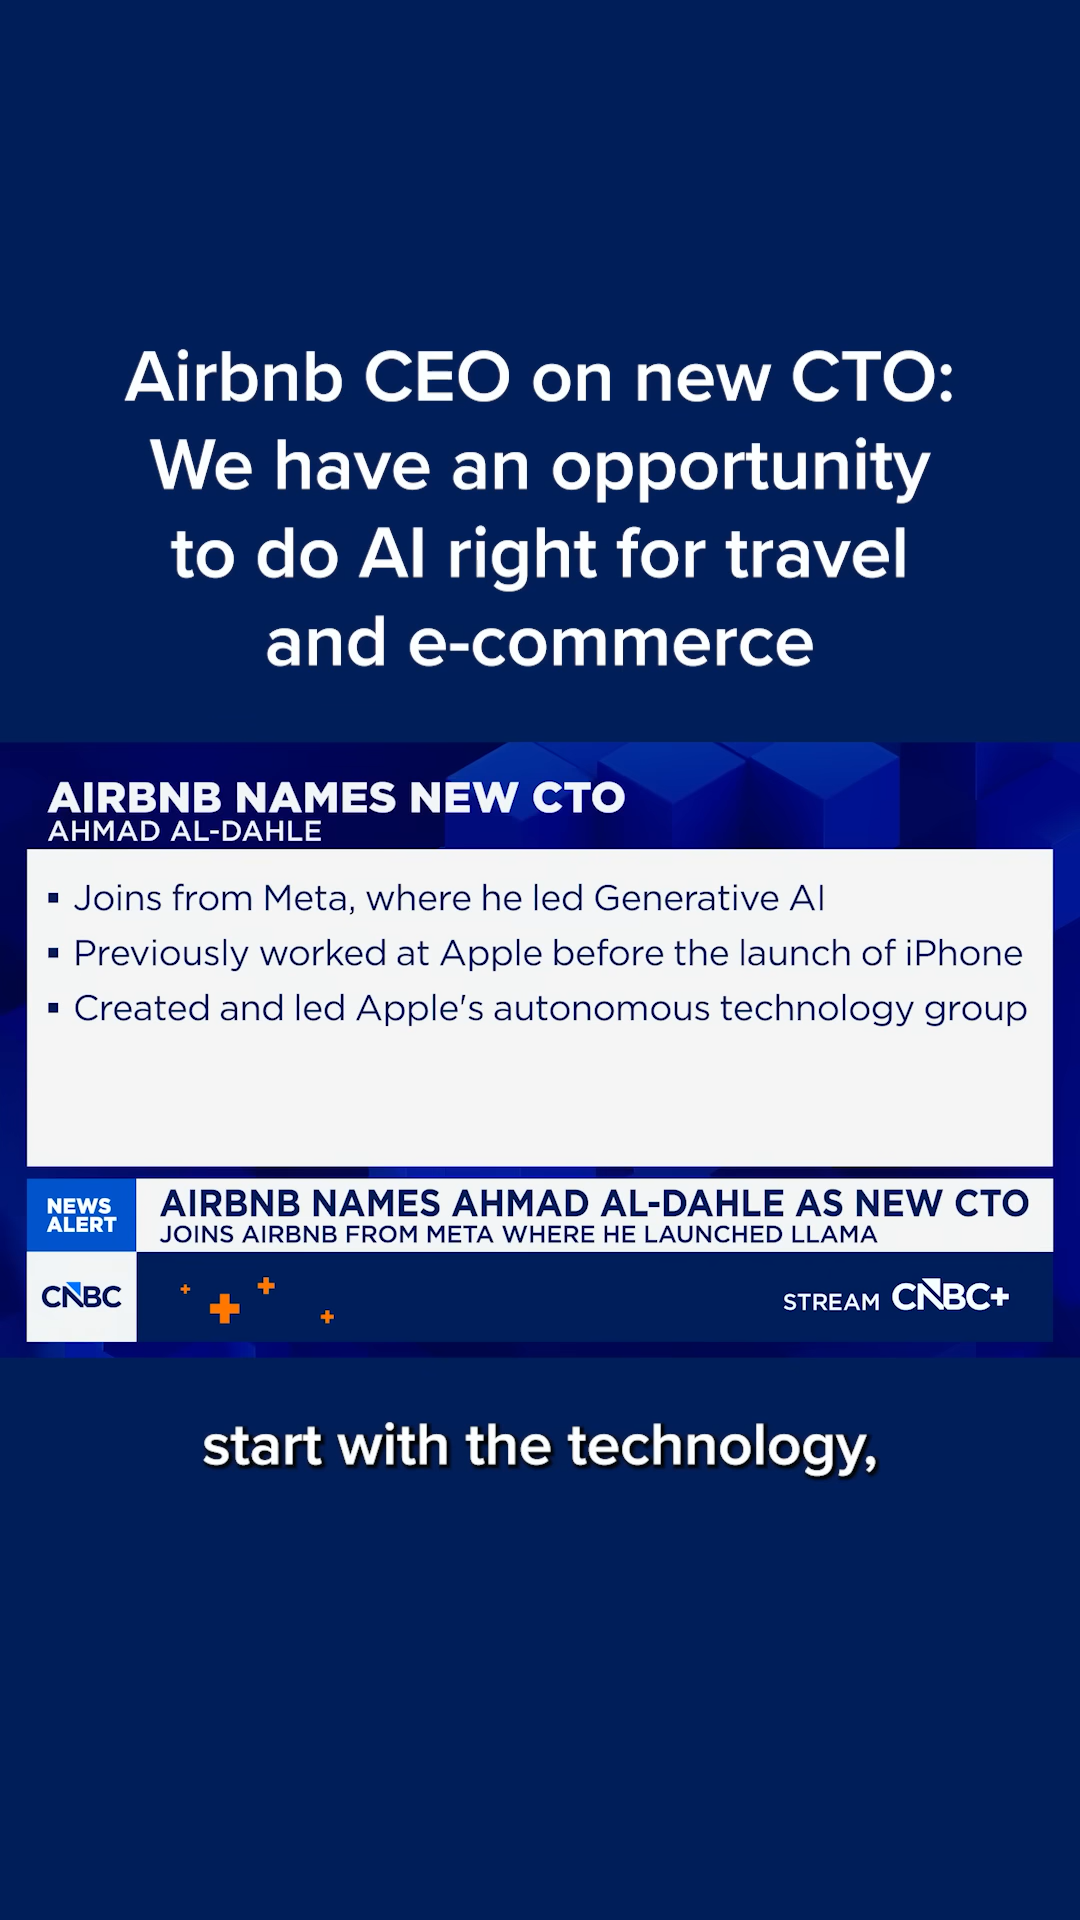 Airbnb CEO on new CTO:
We have an opportunity
to do AI right for travel
and e-commerce
AIRBNB NAMES NEW CTO
AHMAD AL-DAHLE
▪ Joins from Meta, where he led Generative AI
▪ Previously worked at Apple before the launch of iPhone
▪ Created and led Apple's autonomous technology group
NEWS
ALERT
AIRBNB NAMES AHMAD AL-DAHLE AS NEW CTO
JOINS AIRBNB FROM META WHERE HE LAUNCHED LLAMA
CNBC
STREAM CNBC+
start with the technology,